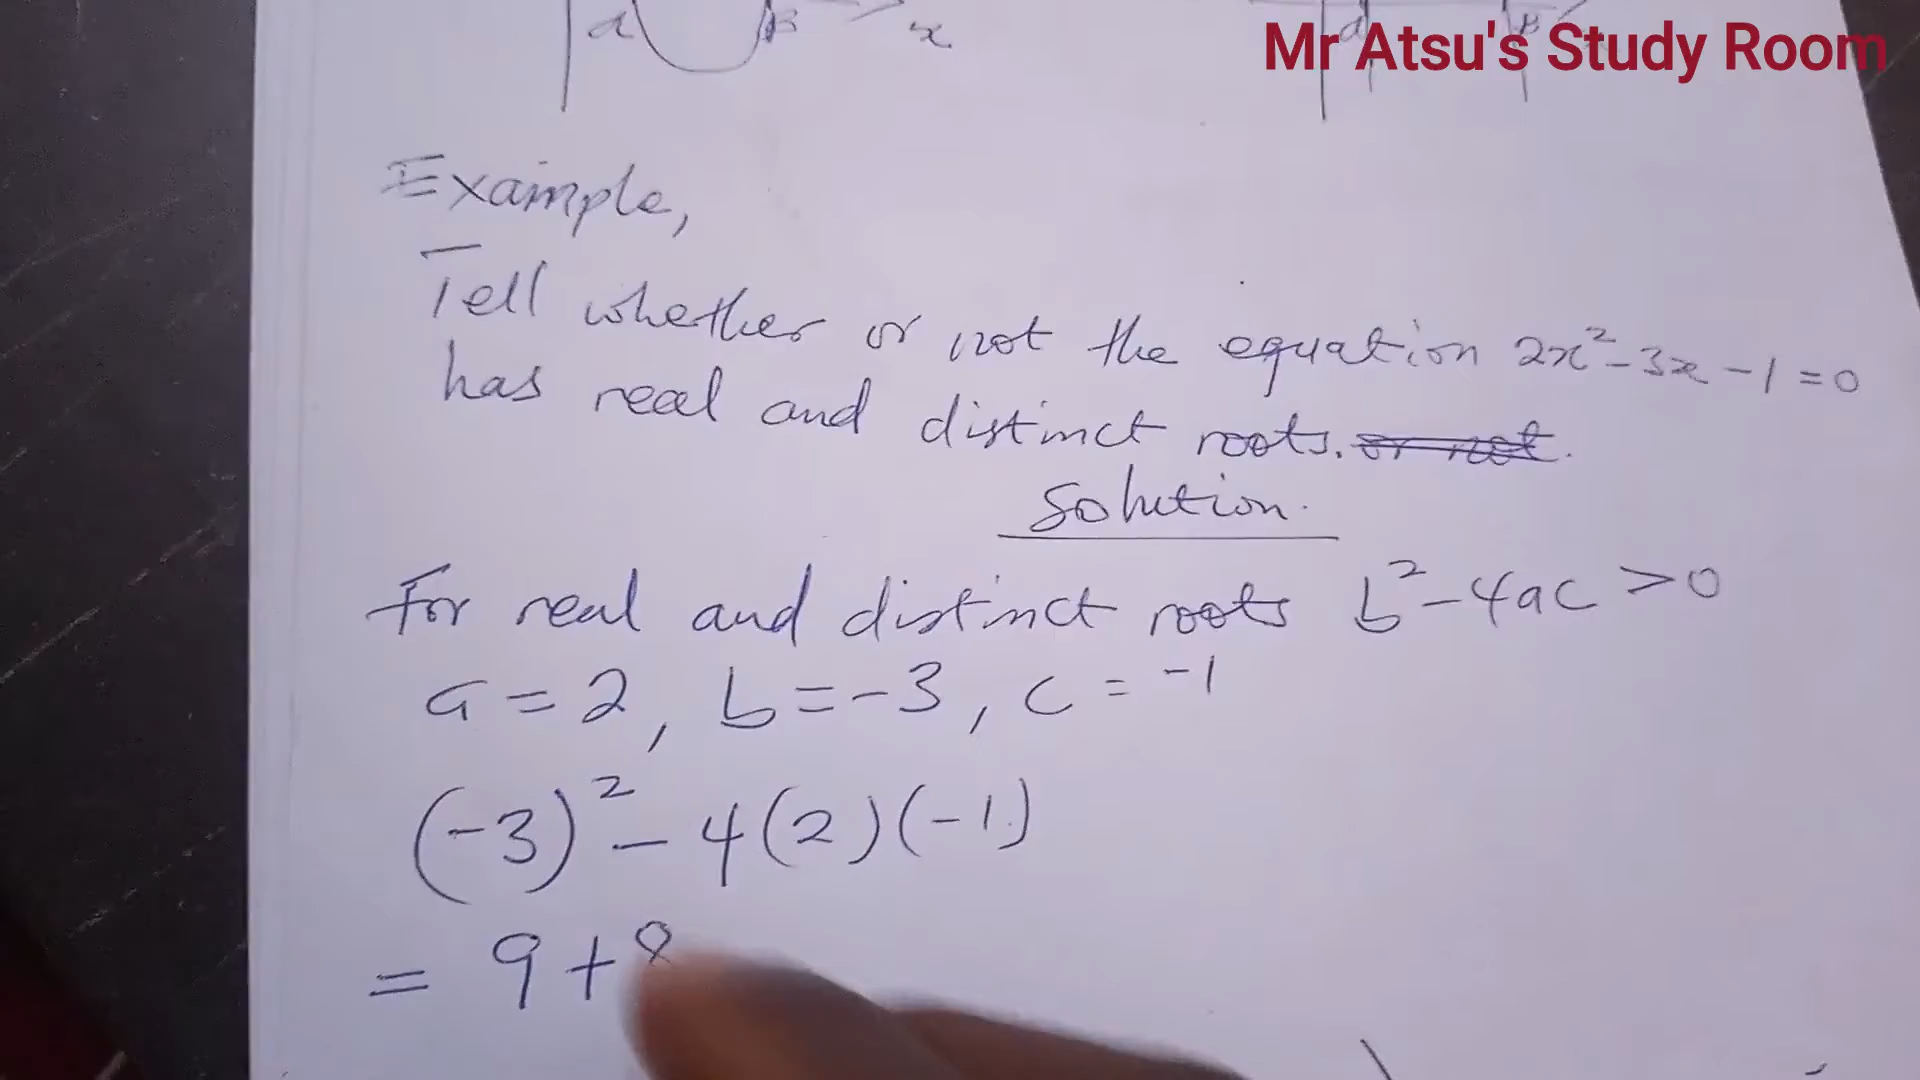 α β x
Mr Atsu's Study Room
Example,
Tell whether or not the equation 2x² - 3x - 1 = 0
has real and distinct roots. or not.
Solution.
For real and distinct roots b² - 4ac > 0
a = 2, b = -3, c = -1
(-3)² - 4(2)(-1)
= 9 + 8